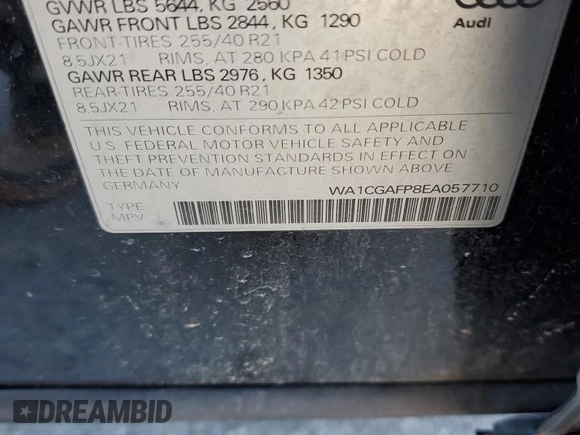 GVWR LBS 5644, KG 2560
GAWR FRONT LBS 2844, KG 1290
FRONT-TIRES 255/40 R21
8,5JX21 RIMS, AT 280 KPA 41 PSI COLD
GAWR REAR LBS 2976, KG 1350
REAR-TIRES 255/40 R21
8,5JX21 RIMS, AT 290 KPA 42 PSI COLD
Audi
THIS VEHICLE CONFORMS TO ALL APPLICABLE
U.S. FEDERAL MOTOR VEHICLE SAFETY AND
THEFT PREVENTION STANDARDS IN EFFECT ON
THE DATE OF MANUFACTURE SHOWN ABOVE
GERMANY WA1CGAFP8EA057710
TYPE
MPV
DREAMBID